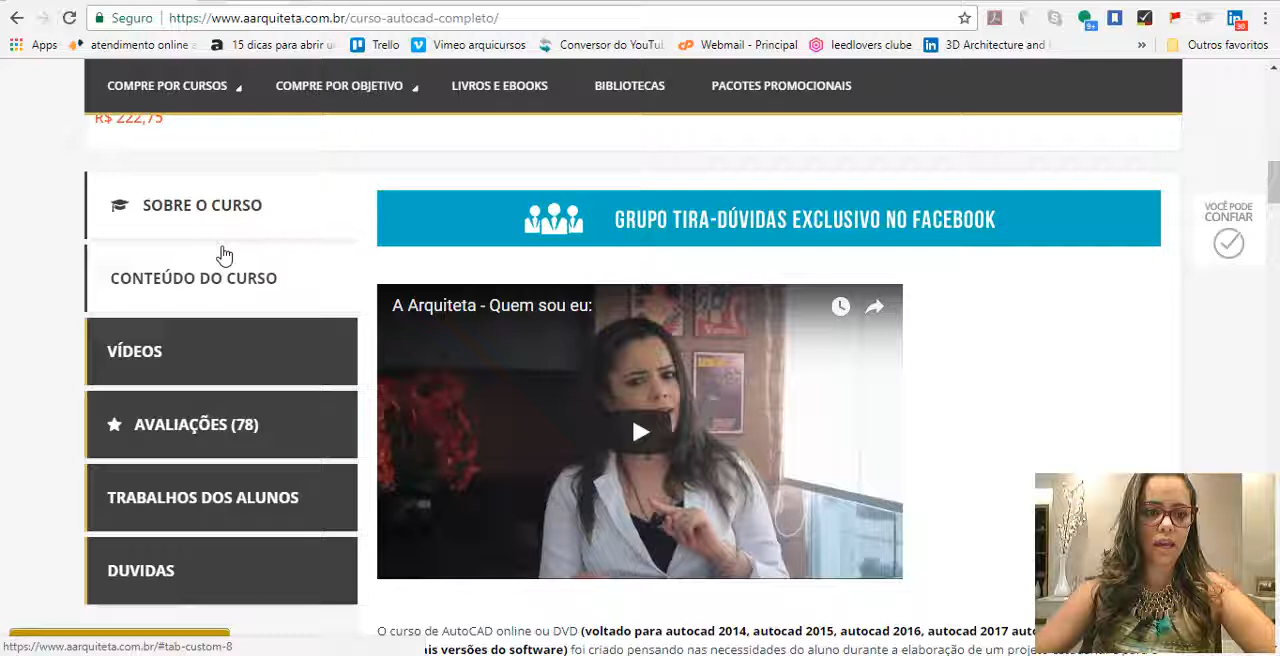 Seguro
https://www.aarquiteta.com.br/curso-autocad-completo/
9+
30
Apps
atendimento online
15 dicas para abrir
Trello
Vimeo arquicursos
Conversor do YouTu
Webmail - Principal
leedlovers clube
3D Architecture and
»
Outros favoritos
COMPRE POR CURSOS
COMPRE POR OBJETIVO
LIVROS E EBOOKS
BIBLIOTECAS
PACOTES PROMOCIONAIS
R$ 222,75
SOBRE O CURSO
CONTEÚDO DO CURSO
VÍDEOS
AVALIAÇÕES (78)
TRABALHOS DOS ALUNOS
DUVIDAS
GRUPO TIRA-DÚVIDAS EXCLUSIVO NO FACEBOOK
A Arquiteta - Quem sou eu:
VOCÊ PODE
CONFIAR
O curso de AutoCAD online ou DVD (voltado para autocad 2014, autocad 2015, autocad 2016, autocad 2017
versões do software) foi criado pensando nas necessidades do aluno durante a elaboração de um
https://www.aarquiteta.com.br/#tab-custom-8